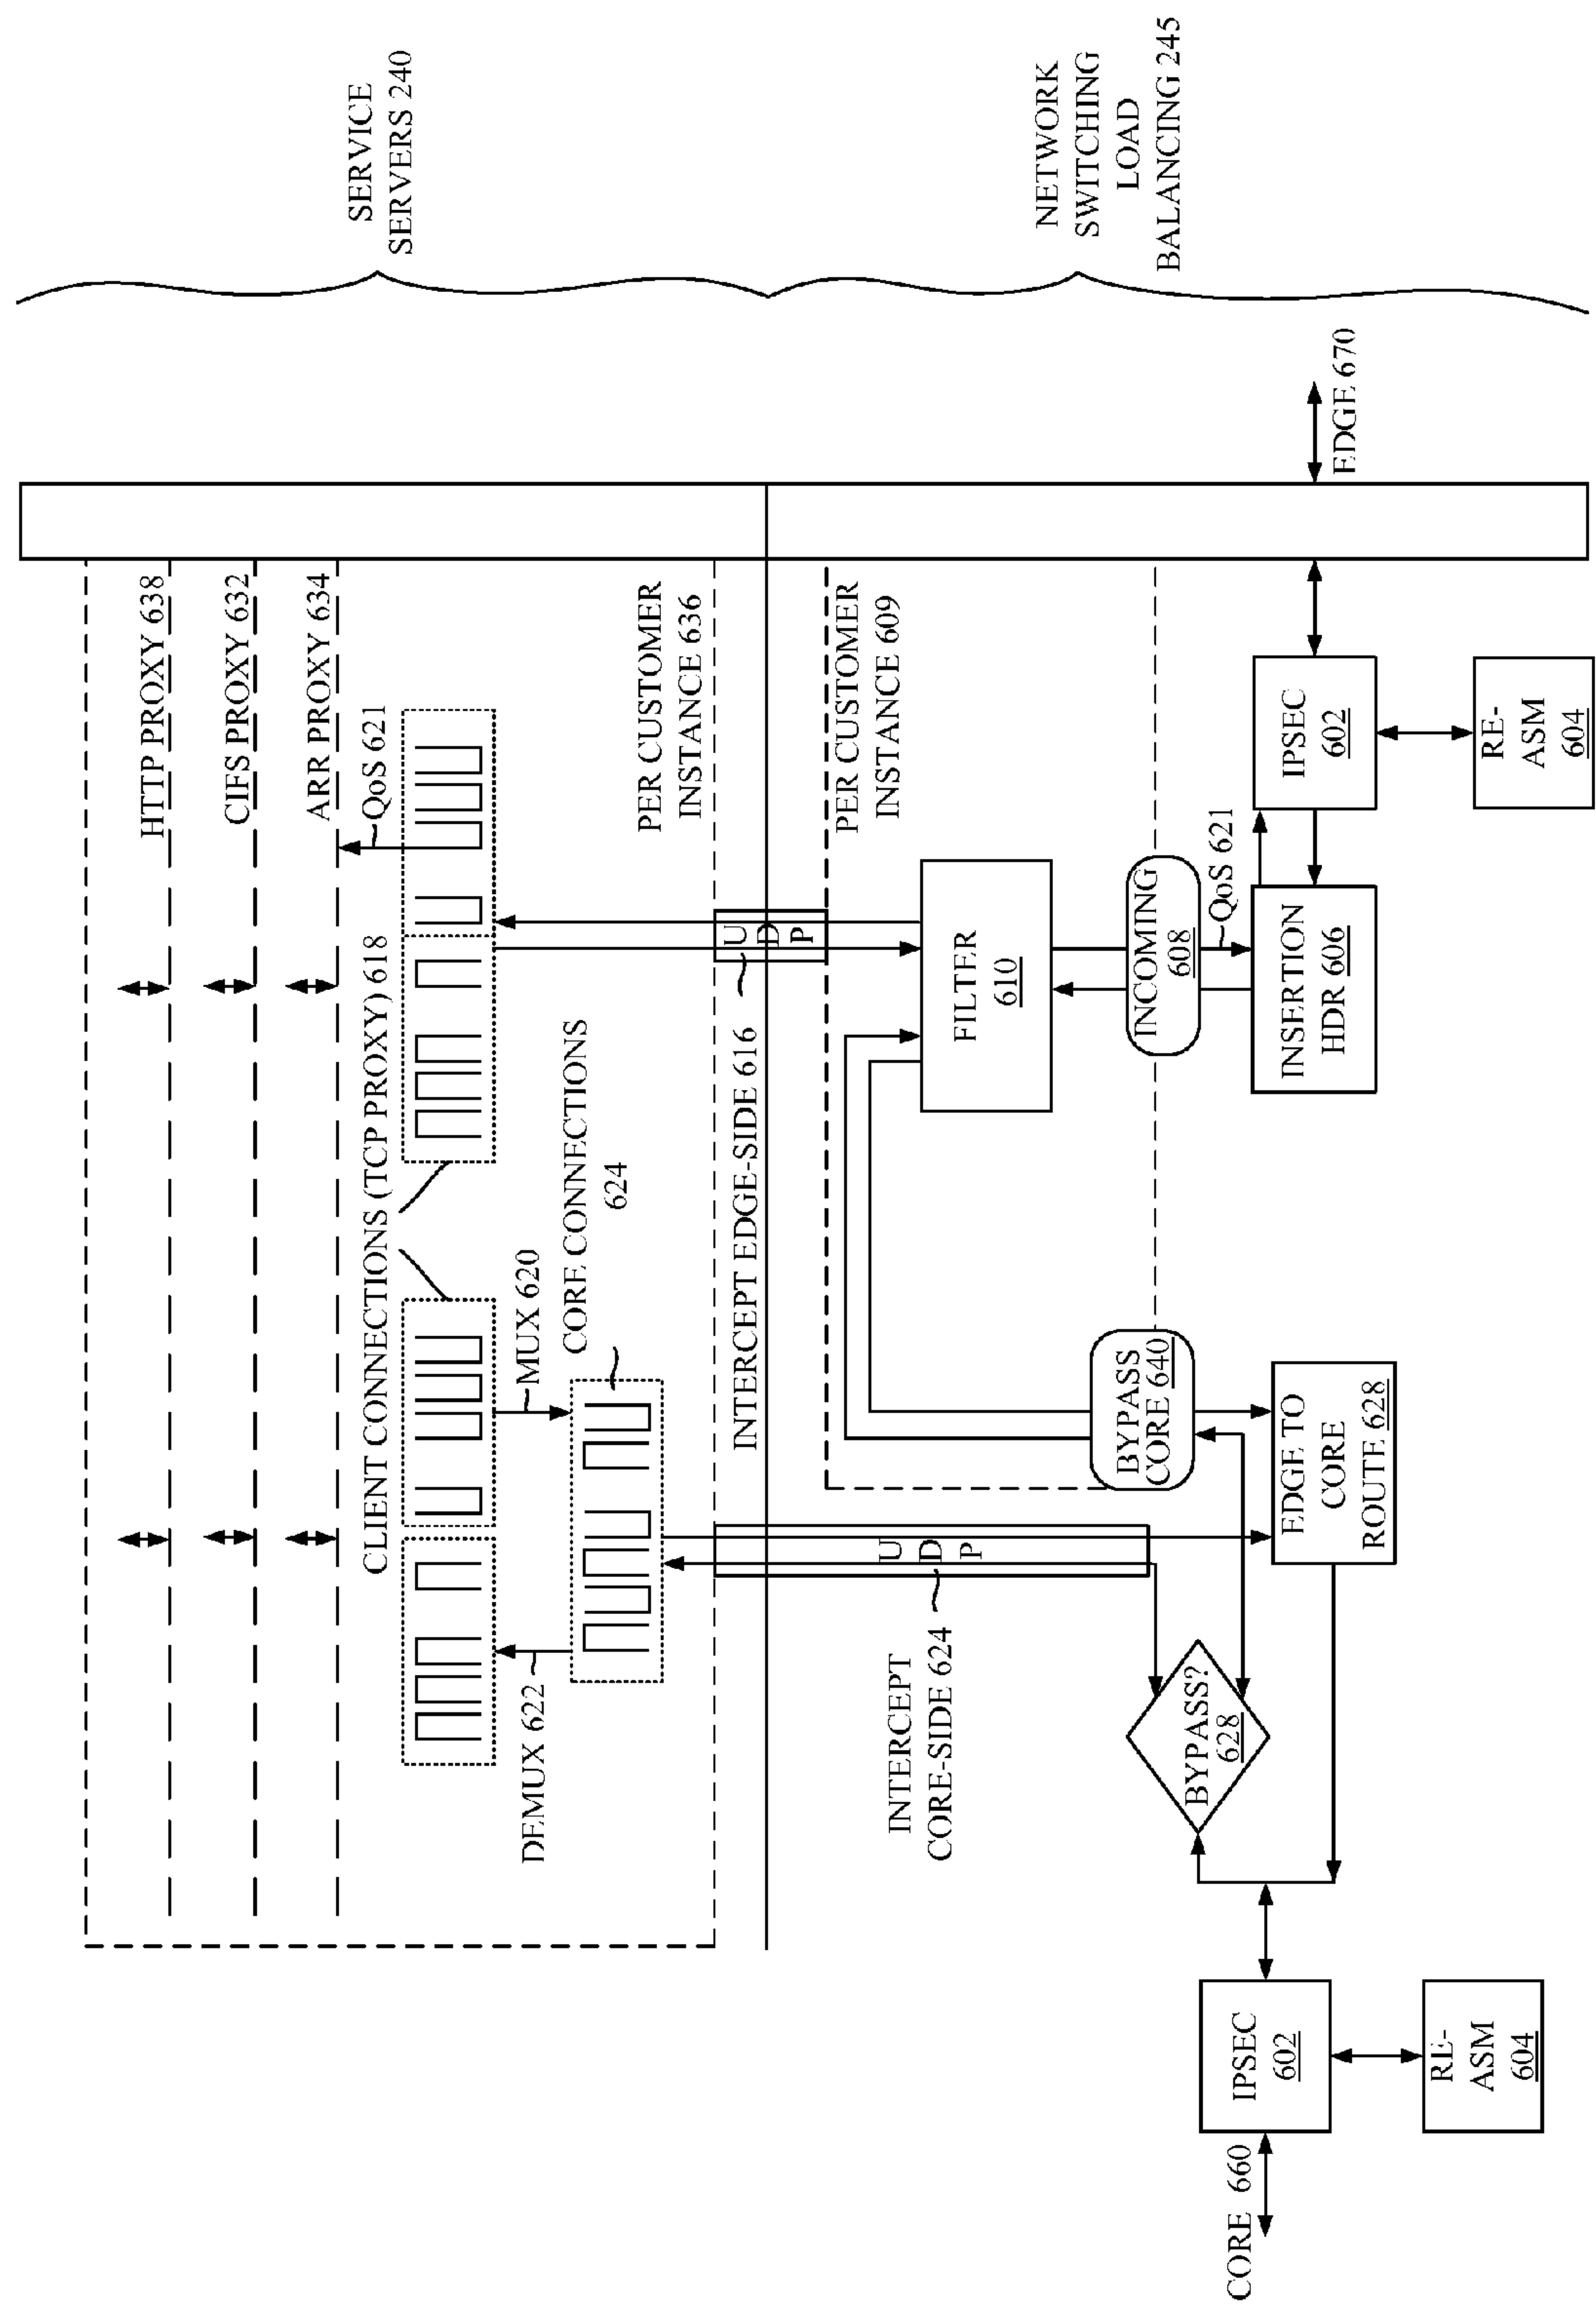 SERVICE
SERVERS 240
NETWORK
SWITCHING
LOAD
BALANCING 245
HTTP PROXY 638
CIFS PROXY 632
ARR PROXY 634
QoS 621
CLIENT CONNECTIONS (TCP PROXY) 618
MUX 620
DEMUX 622
CORE CONNECTIONS
624
PER CUSTOMER
INSTANCE 636
INTERCEPT EDGE-SIDE 616
U
D
P
PER CUSTOMER
INSTANCE 609
INTERCEPT
CORE-SIDE 624
U
D
P
FILTER
610
INCOMING
608
QoS 621
BYPASS
CORE 640
BYPASS?
628
EDGE TO
CORE
ROUTE 628
INSERTION
HDR 606
IPSEC
602
RE-
ASM
604
EDGE 670
CORE 660
IPSEC
602
RE-
ASM
604